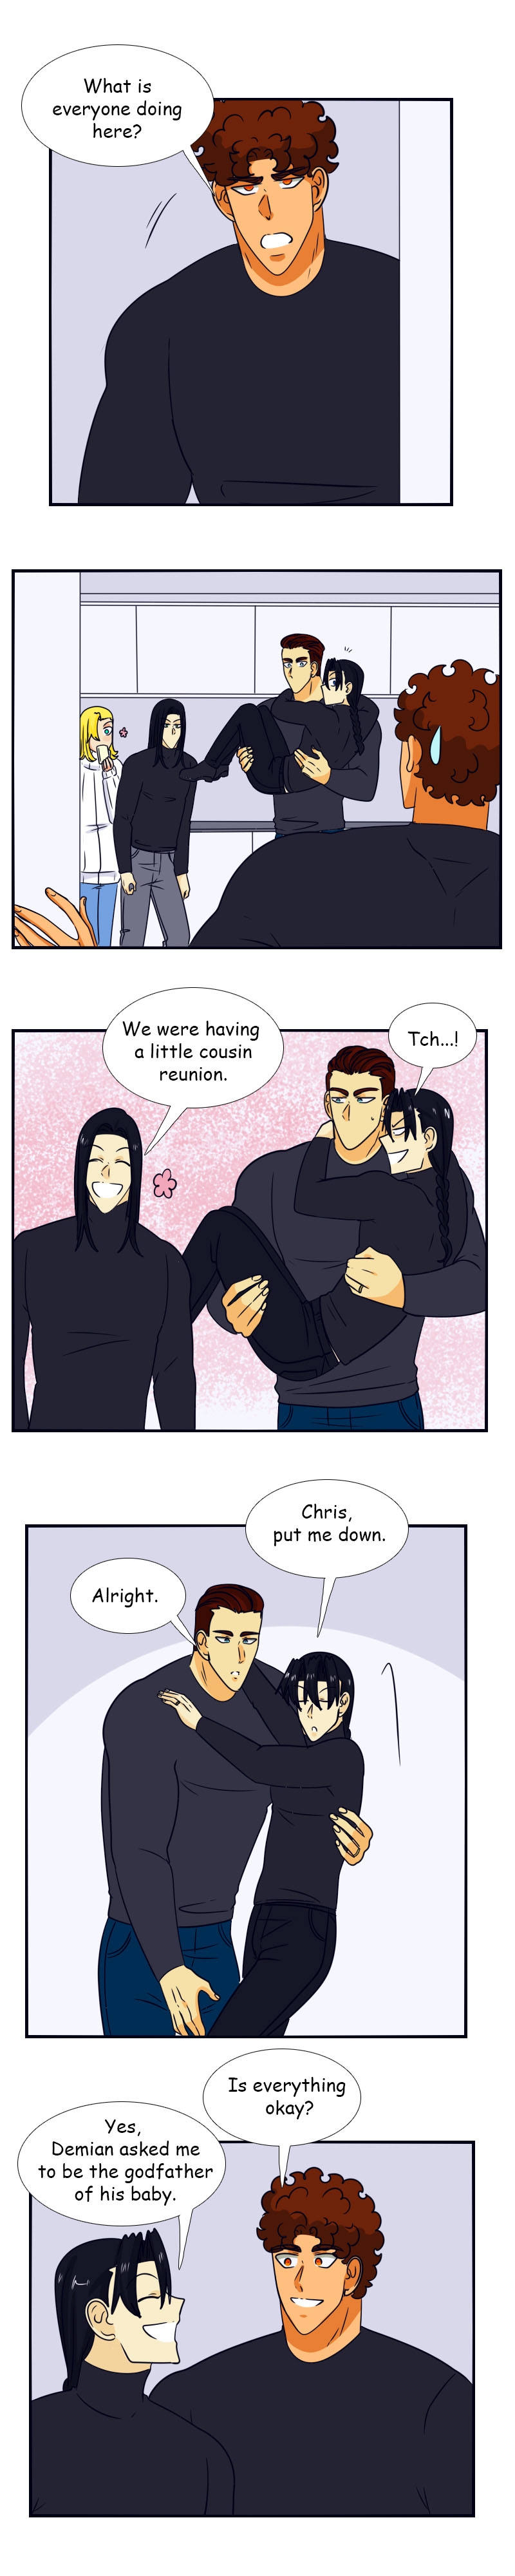 What is
everyone doing
here?
We were having
a little cousin
reunion.
Tch...!
Chris,
put me down.
Alright.
Is everything
okay?
Yes,
Demian asked me
to be the godfather
of his baby.